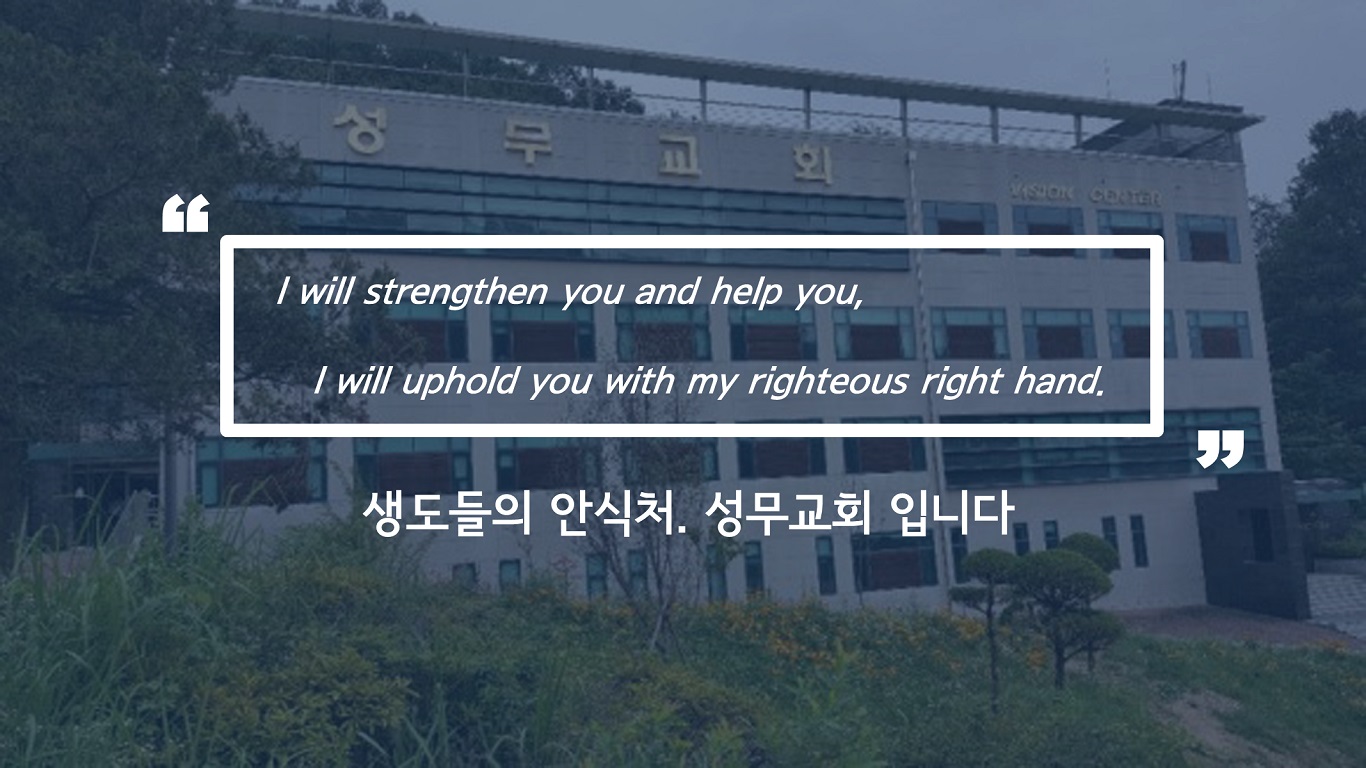 성무교회
VISION CENTER
“
I will strengthen you and help you,
I will uphold you with my righteous right hand.
”
생도들의 안식처. 성무교회 입니다